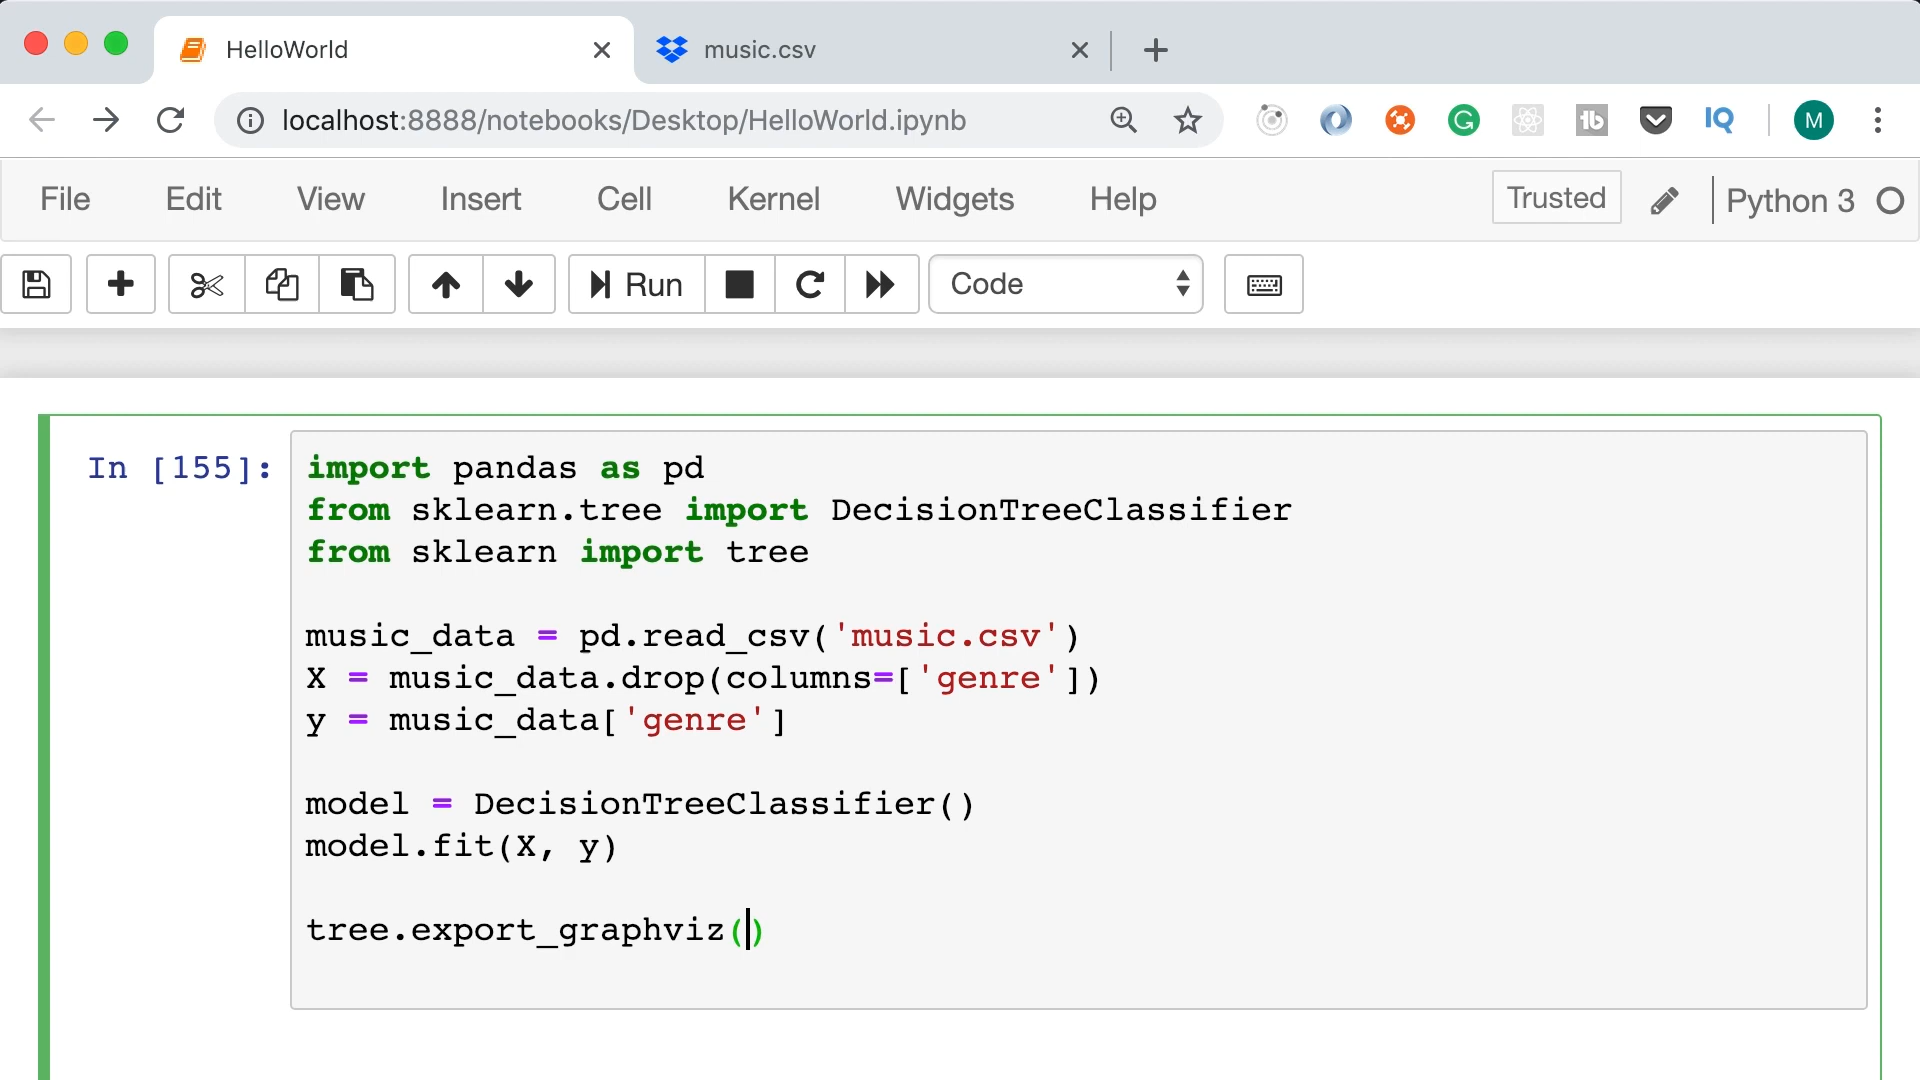 HelloWorld
music.csv
localhost:8888/notebooks/Desktop/HelloWorld.ipynb
IQ
M
File Edit View Insert Cell Kernel Widgets Help Trusted Python 3
Run Code
In [155]:
import pandas as pd
from sklearn.tree import DecisionTreeClassifier
from sklearn import tree
music_data = pd.read_csv('music.csv')
X = music_data.drop(columns=['genre'])
y = music_data['genre']
model = DecisionTreeClassifier()
model.fit(X, y)
tree.export_graphviz()